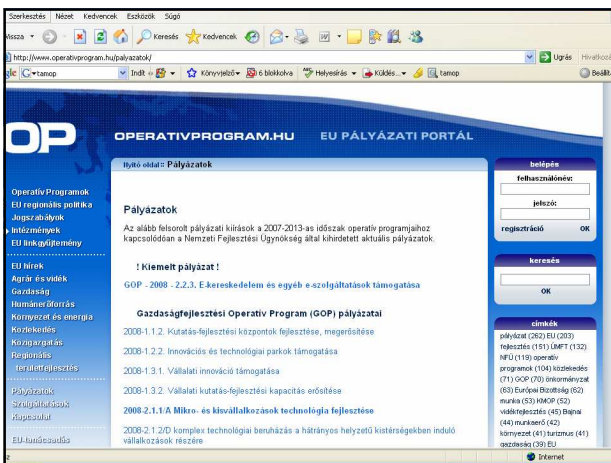 Szerkesztés Nézet Kedvencek Eszközök Súgó
Vissza Keresés Kedvencek
http://www.operativprogram.hu/palyazatok/ Ugrás
tamop Indít Könyvjelző 6 blokkolva Helyesírás Küldés... tamop
OP
OPERATIVPROGRAM.HU EU PÁLYÁZATI PORTÁL
Nyitó oldal :: Pályázatok
Operatív Programok
EU regionális politika
Jogszabályok
Intézmények
EU linkgyűjtemény
EU hírek
Agrár és vidék
Gazdaság
Humánerőforrás
Környezet és energia
Közlekedés
Közigazgatás
Regionális
területfejlesztés
Pályázatok
Szolgáltatások
Kapcsolat
EU-tanácsadás
Pályázatok
Az alább felsorolt pályázati kiírások a 2007-2013-as időszak operatív programjaihoz
kapcsolódóan a Nemzeti Fejlesztési Ügynökség által kihirdetett aktuális pályázatok.
! Kiemelt pályázat !
GOP - 2008 - 2.2.3. E-kereskedelem és egyéb e-szolgáltatások támogatása
Gazdaságfejlesztési Operatív Program (GOP) pályázatai
2008-1.1.2. Kutatás-fejlesztési központok fejlesztése, megerősítése
2008-1.2.2. Innovációs és technológiai parkok támogatása
2008-1.3.1. Vállalati innováció támogatása
2008-1.3.2. Vállalati kutatás-fejlesztési kapacitás erősítése
2008-2.1.1/A Mikro- és kisvállalkozások technológia fejlesztése
2008-2.1.2/D komplex technológiai beruházás a hátrányos helyzetű kistérségekben induló
vállalkozások részére
belépés
felhasználónév:
jelszó:
regisztráció OK
keresés
OK
címkék
pályázat (262) EU (203)
fejlesztés (151) ÚMFT (132)
NFÜ (119) operatív
programok (104) közlekedés
(71) GOP (70) önkormányzat
(63) Európai Bizottság (62)
munka (53) KMOP (52)
vidékfejlesztés (45) Bajnai
(44) munkaerő (42)
környezet (41) turizmus (41)
gazdaság (39) EU
Internet